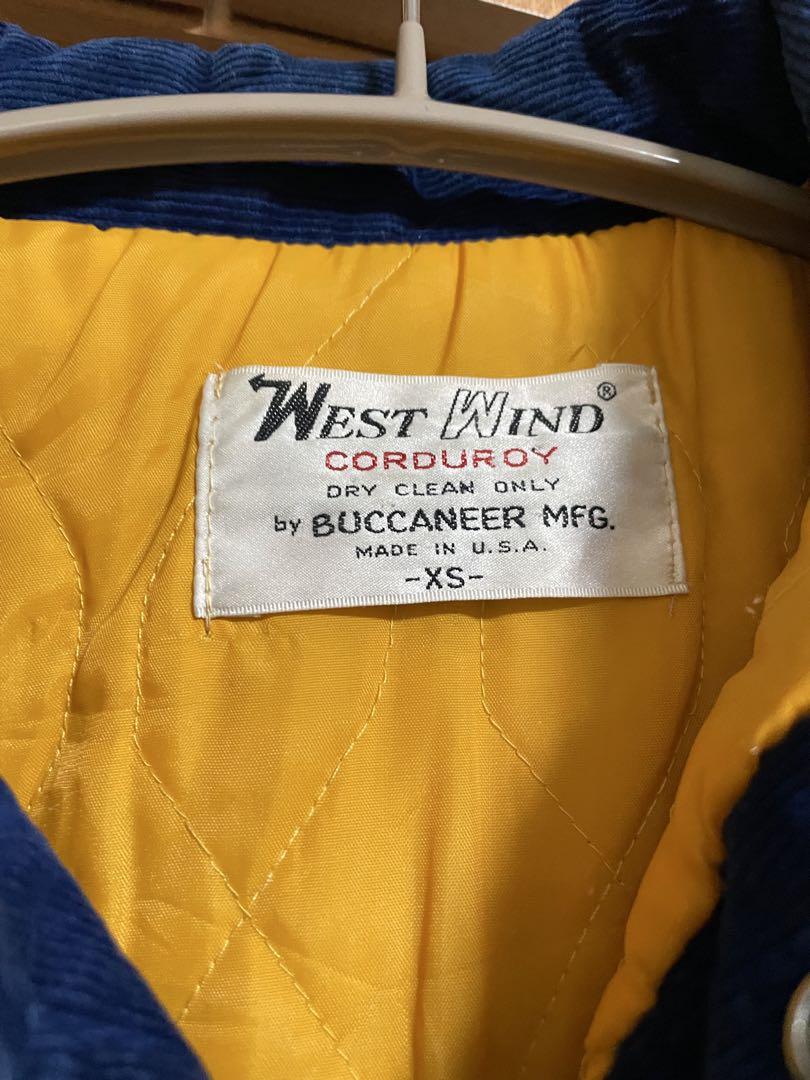 WEST WIND®
CORDUROY
DRY CLEAN ONLY
by BUCCANEER MFG.
MADE IN U.S.A.
-XS-